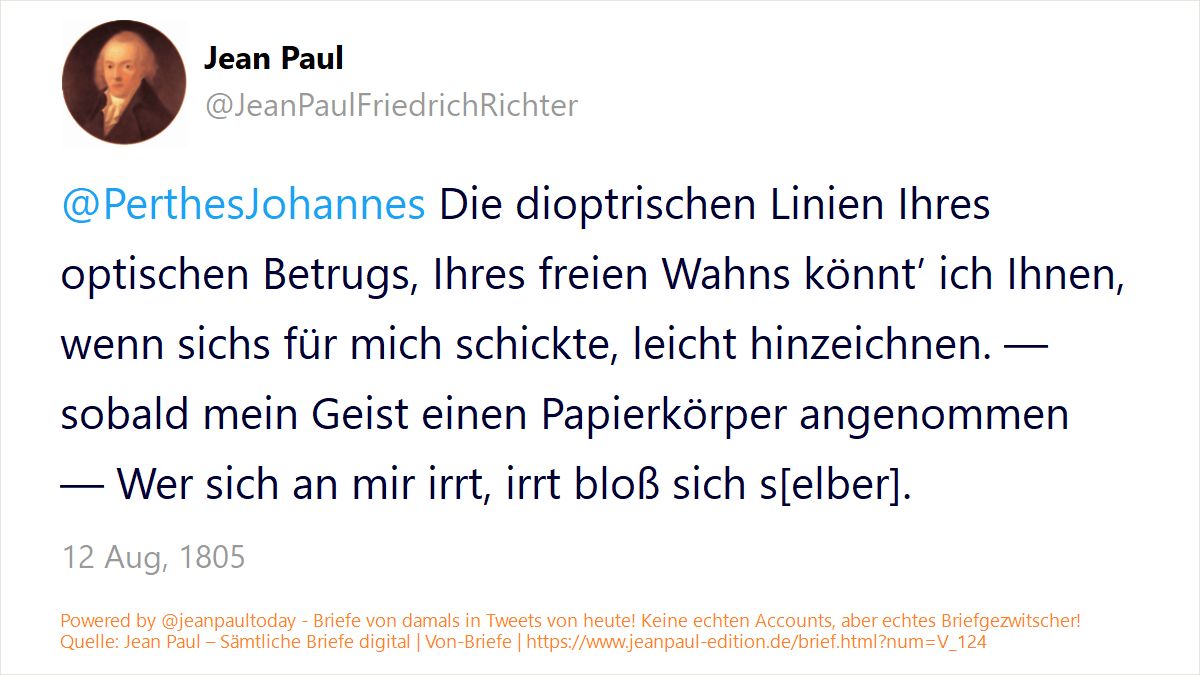 Jean Paul
@JeanPaulFriedrichRichter
@PerthesJohannes Die dioptrischen Linien Ihres
optischen Betrugs, Ihres freien Wahns könnt’ ich Ihnen,
wenn sichs für mich schickte, leicht hinzeichnen. —
sobald mein Geist einen Papierkörper angenommen
— Wer sich an mir irrt, irrt bloß sich s[elber].
12 Aug, 1805
Powered by @jeanpaultoday - Briefe von damals in Tweets von heute! Keine echten Accounts, aber echtes Briefgezwitscher!
Quelle: Jean Paul – Sämtliche Briefe digital | Von-Briefe | https://www.jeanpaul-edition.de/brief.html?num=V_124